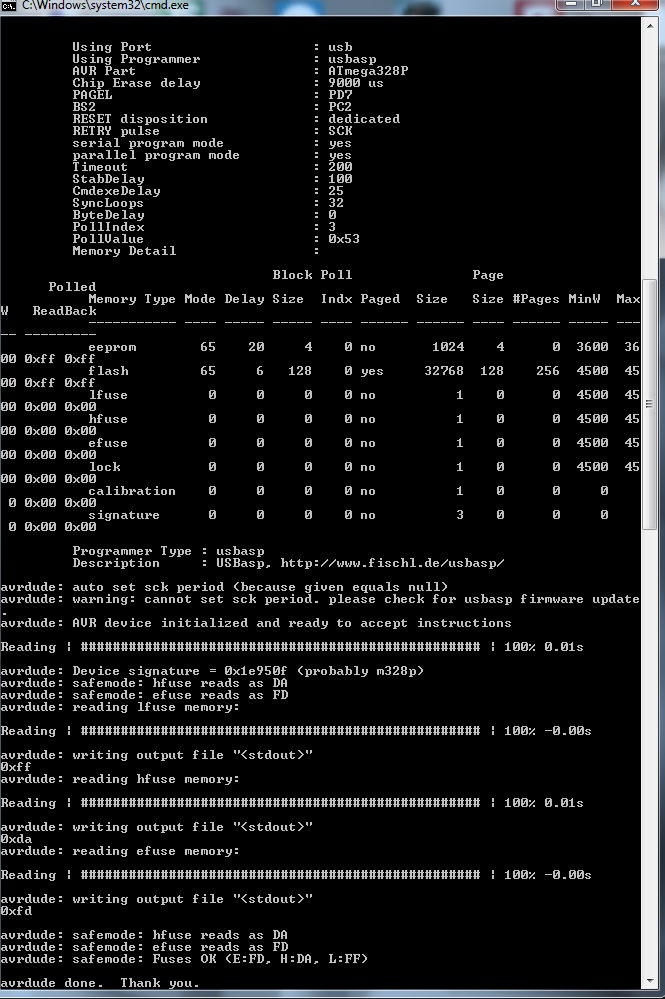 C:\Windows\system32\cmd.exe
Using Port : usb
Using Programmer : usbasp
AVR Part : ATmega328P
Chip Erase delay : 9000 us
PAGEL : PD7
BS2 : PC2
RESET disposition : dedicated
RETRY pulse : SCK
serial program mode : yes
parallel program mode : yes
Timeout : 200
StabDelay : 100
CmdexeDelay : 25
SyncLoops : 32
ByteDelay : 0
PollIndex : 3
PollValue : 0x53
Memory Detail :
Block Poll Page
Polled
Memory Type Mode Delay Size Indx Paged Size Size #Pages MinW Max
W ReadBack
----------- ---- ----- ----- ---- ------ ------ ---- ------ ----- ---
-- ---------
eeprom 65 20 4 0 no 1024 4 0 3600 36
00 0xff 0xff
flash 65 6 128 0 yes 32768 128 256 4500 45
00 0xff 0xff
lfuse 0 0 0 0 no 1 0 0 4500 45
00 0x00 0x00
hfuse 0 0 0 0 no 1 0 0 4500 45
00 0x00 0x00
efuse 0 0 0 0 no 1 0 0 4500 45
00 0x00 0x00
lock 0 0 0 0 no 1 0 0 4500 45
00 0x00 0x00
calibration 0 0 0 0 no 1 0 0 0
0 0x00 0x00
signature 0 0 0 0 no 3 0 0 0
0 0x00 0x00
Programmer Type : usbasp
Description : USBasp, http://www.fischl.de/usbasp/
avrdude: auto set sck period (because given equals null)
avrdude: warning: cannot set sck period. please check for usbasp firmware update
.
avrdude: AVR device initialized and ready to accept instructions
Reading | ################################################## | 100% 0.01s
avrdude: Device signature = 0x1e950f (probably m328p)
avrdude: safemode: hfuse reads as DA
avrdude: safemode: efuse reads as FD
avrdude: reading lfuse memory:
Reading | ################################################## | 100% -0.00s
avrdude: writing output file "<stdout>"
0xff
avrdude: reading hfuse memory:
Reading | ################################################## | 100% 0.01s
avrdude: writing output file "<stdout>"
0xda
avrdude: reading efuse memory:
Reading | ################################################## | 100% -0.00s
avrdude: writing output file "<stdout>"
0xfd
avrdude: safemode: hfuse reads as DA
avrdude: safemode: efuse reads as FD
avrdude: safemode: Fuses OK (E:FD, H:DA, L:FF)
avrdude done. Thank you.